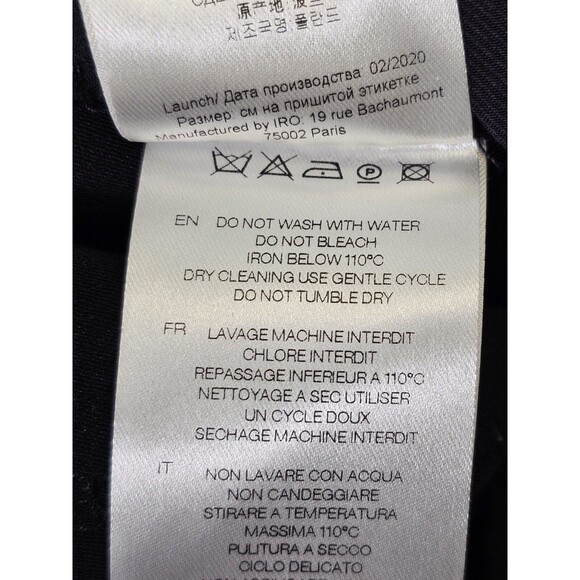 原产地: 波兰
제조국명: 폴란드
Launch/ Дата производства 02/2020
Размер: см на пришитой этикетке
Manufactured by IRO: 19 rue Bachaumont
75002 Paris
P
EN DO NOT WASH WITH WATER
DO NOT BLEACH
IRON BELOW 110°C
DRY CLEANING USE GENTLE CYCLE
DO NOT TUMBLE DRY
FR LAVAGE MACHINE INTERDIT
CHLORE INTERDIT
REPASSAGE INFERIEUR A 110°C
NETTOYAGE A SEC UTILISER
UN CYCLE DOUX
SECHAGE MACHINE INTERDIT
IT NON LAVARE CON ACQUA
NON CANDEGGIARE
STIRARE A TEMPERATURA
MASSIMA 110°C
PULITURA A SECCO
CICLO DELICATO